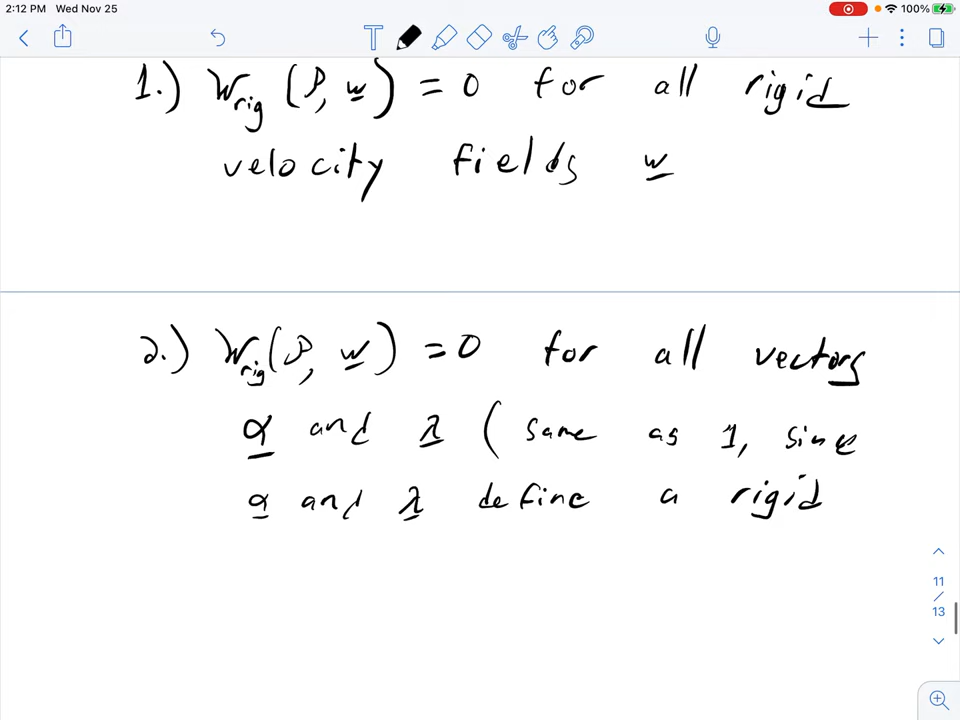 2:12 PM Wed Nov 25
100%
1.) W_rig (P, w) = 0 for all rigid
velocity fields w
2.) W_rig (P, w) = 0 for all vectors
α and λ (same as 1, since
α and λ define a rigid
11
/
13